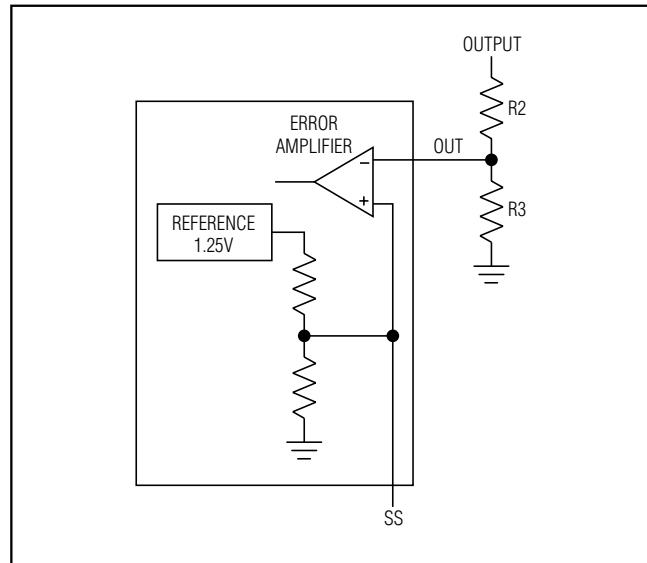 OUTPUT
R2
ERROR
AMPLIFIER
OUT
−
+
R3
REFERENCE
1.25V
SS